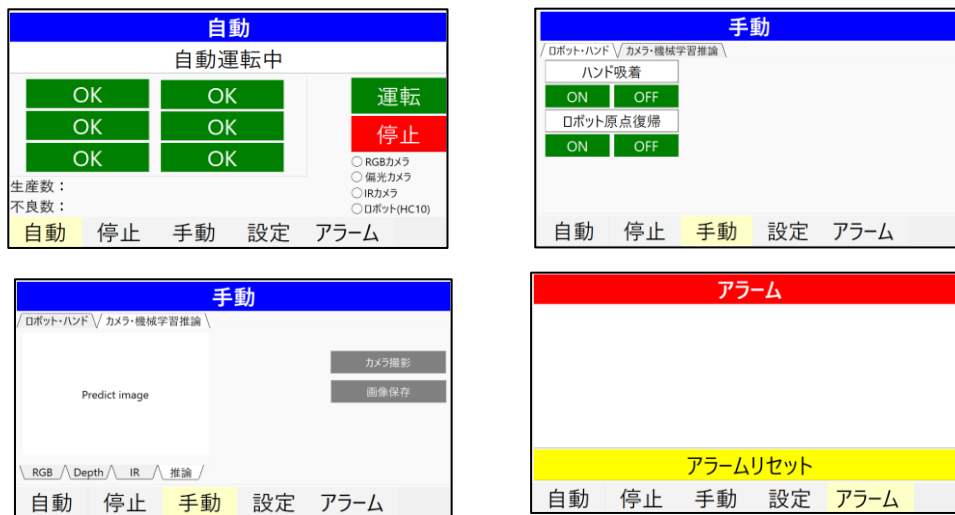 自動
自動運転中
OK OK 運転
OK OK 停止
OK OK
RGBカメラ
偏光カメラ
IRカメラ
ロボット(HC10)
生産数：
不良数：
自動 停止 手動 設定 アラーム
手動
ロボット・ハンド カメラ・機械学習推論
ハンド吸着
ON OFF
ロボット原点復帰
ON OFF
自動 停止 手動 設定 アラーム
手動
ロボット・ハンド カメラ・機械学習推論
カメラ撮影
Predict image
画像保存
RGB Depth IR 推論
自動 停止 手動 設定 アラーム
アラーム
アラームリセット
自動 停止 手動 設定 アラーム